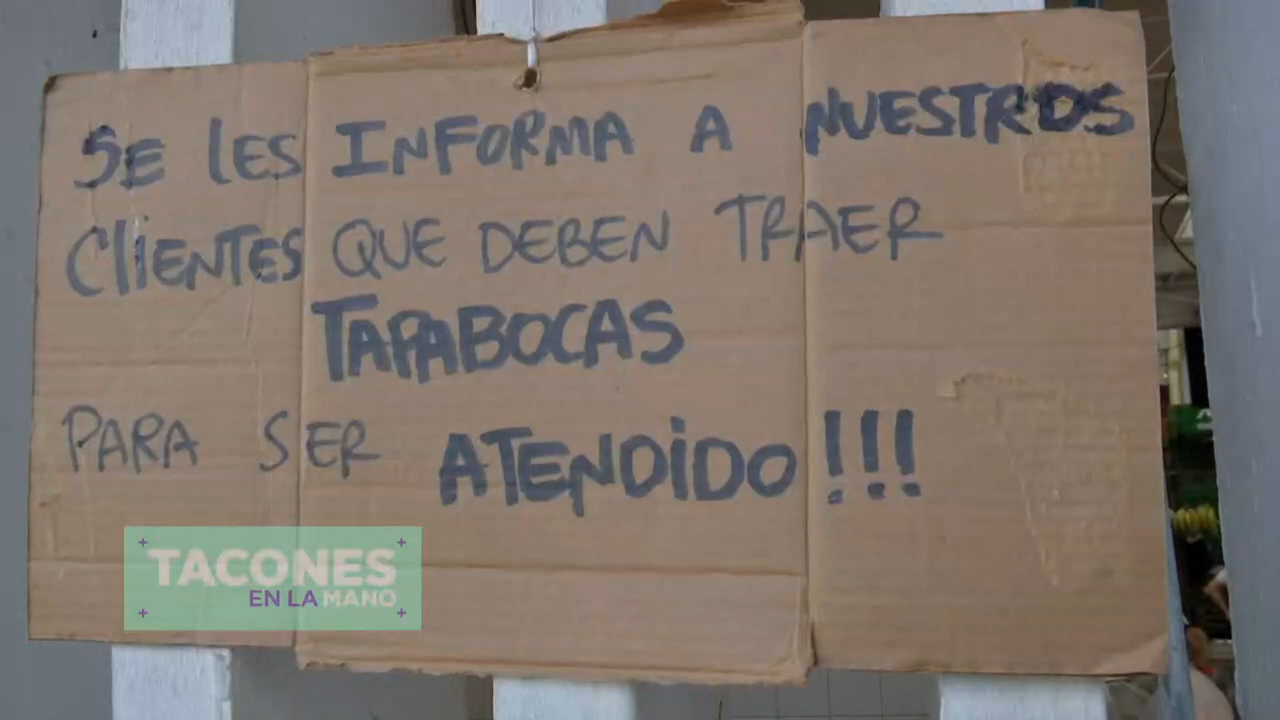 SE LES INFORMA A NUESTROS
CLIENTES QUE DEBEN TRAER
TAPABOCAS
PARA SER ATENDIDO!!!
TACONES
EN LA MANO